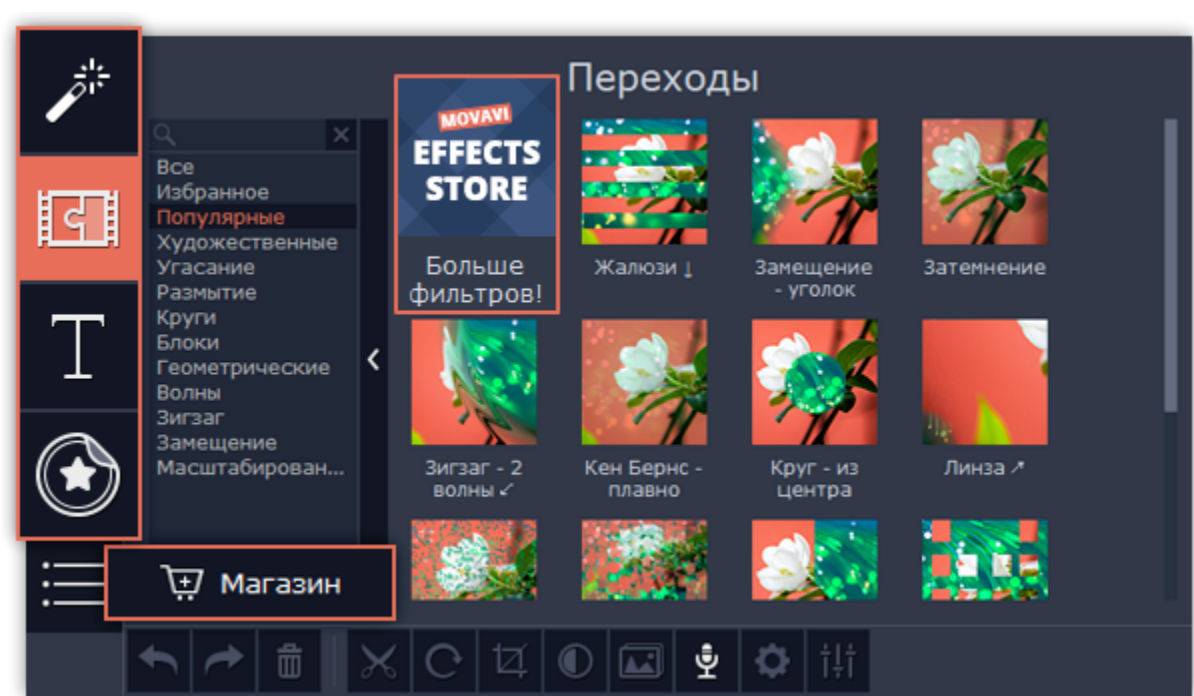 Переходы
MOVAVI
EFFECTS
STORE
Больше
фильтров!
Все
Избранное
Популярные
Художественные
Угасание
Размытие
Круги
Блоки
Геометрические
Волны
Зигзаг
Замещение
Масштабирован...
Жалюзи ↓
Замещение
- уголок
Затемнение
Зигзаг - 2
волны ↙
Кен Бернс -
плавно
Круг - из
центра
Линза ↗
Магазин